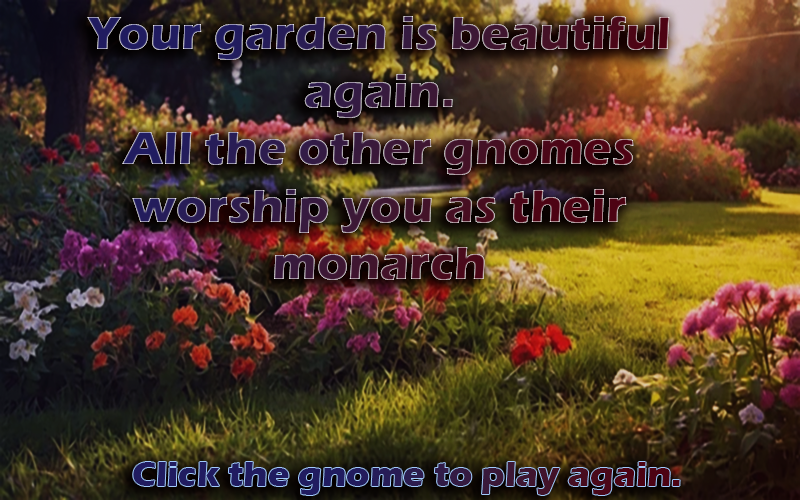 Your garden is beautiful
again.
All the other gnomes
worship you as their
monarch
Click the gnome to play again.